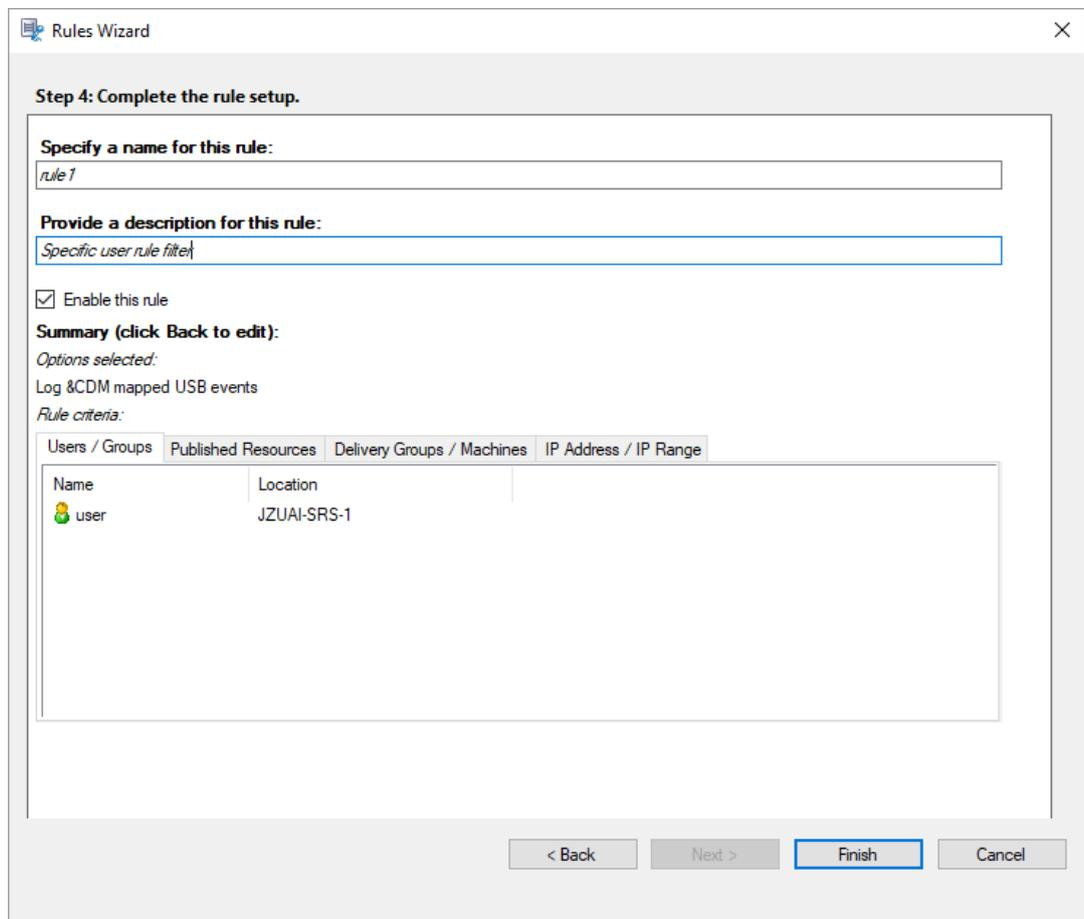 Rules Wizard
Step 4: Complete the rule setup.
Specify a name for this rule:
rule1
Provide a description for this rule:
Specific user rule filter
Enable this rule
Summary (click Back to edit):
Options selected:
Log &CDM mapped USB events
Rule criteria:
Users / Groups Published Resources Delivery Groups / Machines IP Address / IP Range
Name Location
user JZUAI-SRS-1
< Back Next > Finish Cancel